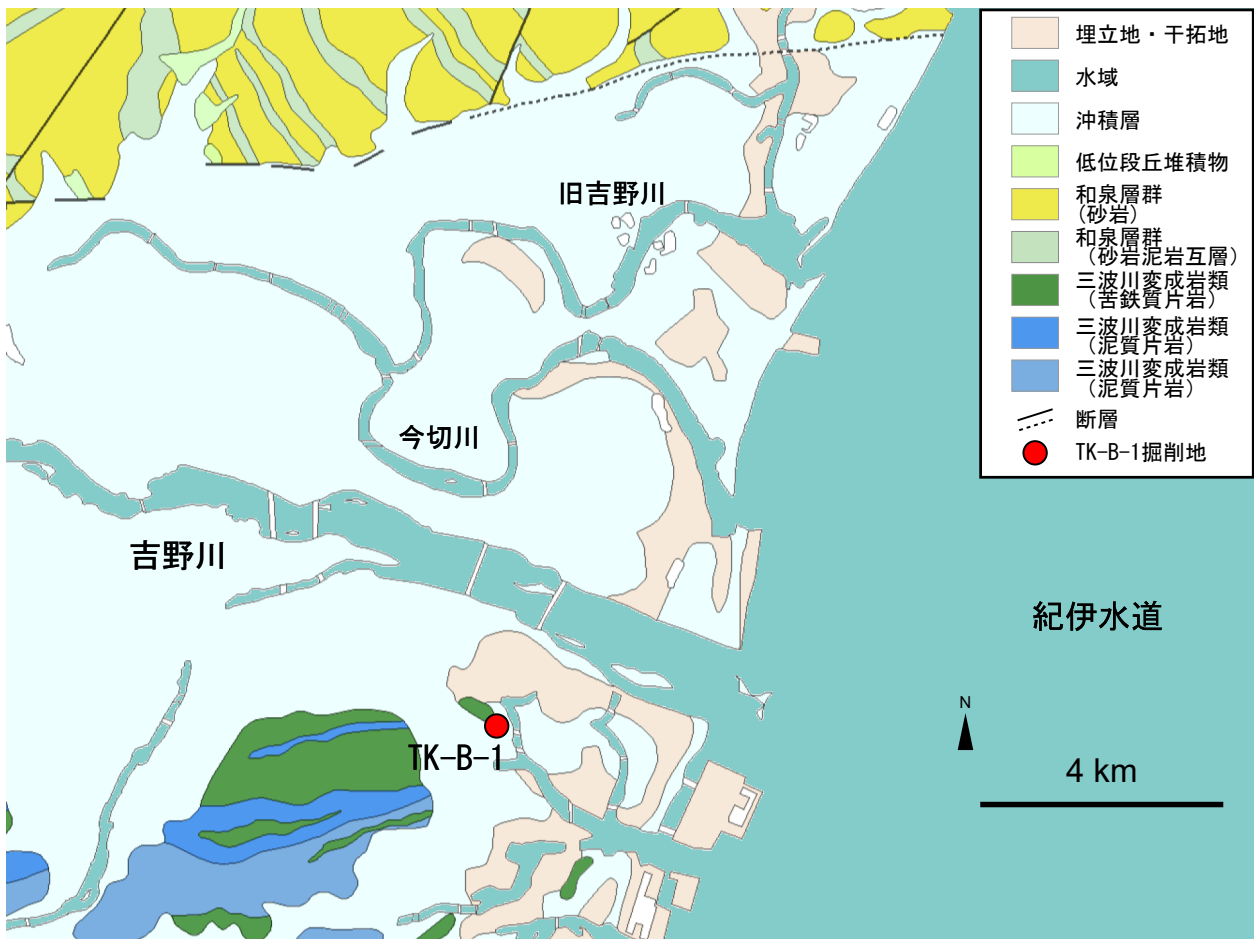 埋立地・干拓地
水域
沖積層
低位段丘堆積物
和泉層群
(砂岩)
和泉層群
(砂岩泥岩互層)
三波川変成岩類
(苦鉄質片岩)
三波川変成岩類
(泥質片岩)
三波川変成岩類
(泥質片岩)
断層
TK-B-1掘削地
旧吉野川
今切川
吉野川
紀伊水道
TK-B-1
N
4 km